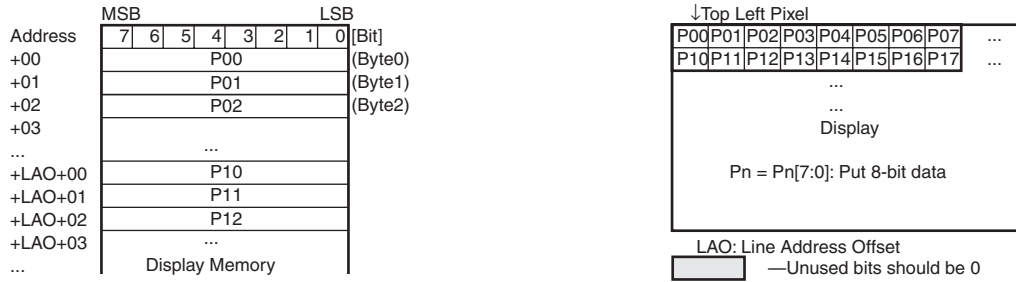 MSB LSB
Address 7 6 5 4 3 2 1 0 [Bit]
+00 P00 (Byte0)
+01 P01 (Byte1)
+02 P02 (Byte2)
+03
... ...
+LAO+00 P10
+LAO+01 P11
+LAO+02 P12
+LAO+03 ...
... Display Memory
↓Top Left Pixel
P00 P01 P02 P03 P04 P05 P06 P07 ...
P10 P11 P12 P13 P14 P15 P16 P17 ...
...
...
Display
Pn = Pn[7:0]: Put 8-bit data
LAO: Line Address Offset
—Unused bits should be 0